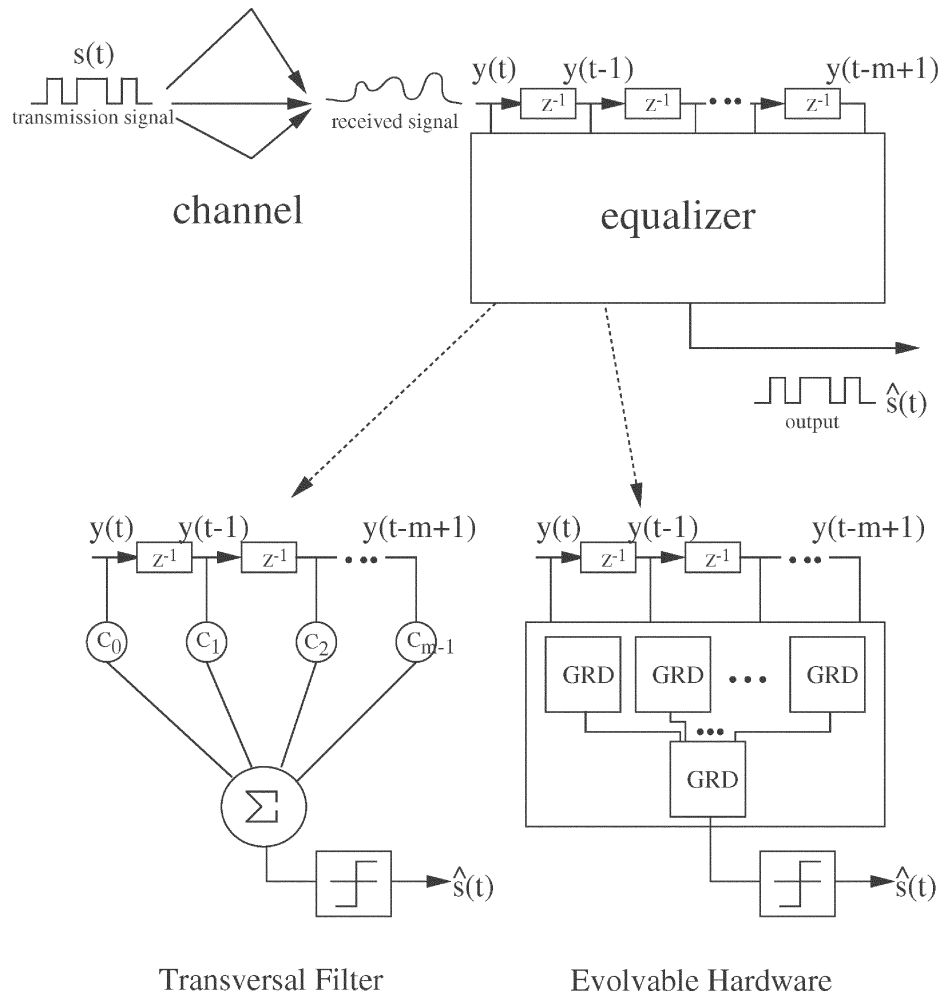 s(t)
transmission signal
received signal
channel
y(t) y(t-1) y(t-m+1)
z⁻¹ z⁻¹ z⁻¹
equalizer
output
ŝ(t)
y(t) y(t-1) y(t-m+1)
z⁻¹ z⁻¹
C₀ C₁ C₂ Cₘ₋₁
Σ
ŝ(t)
Transversal Filter
y(t) y(t-1) y(t-m+1)
z⁻¹ z⁻¹
GRD GRD GRD
GRD
ŝ(t)
Evolvable Hardware